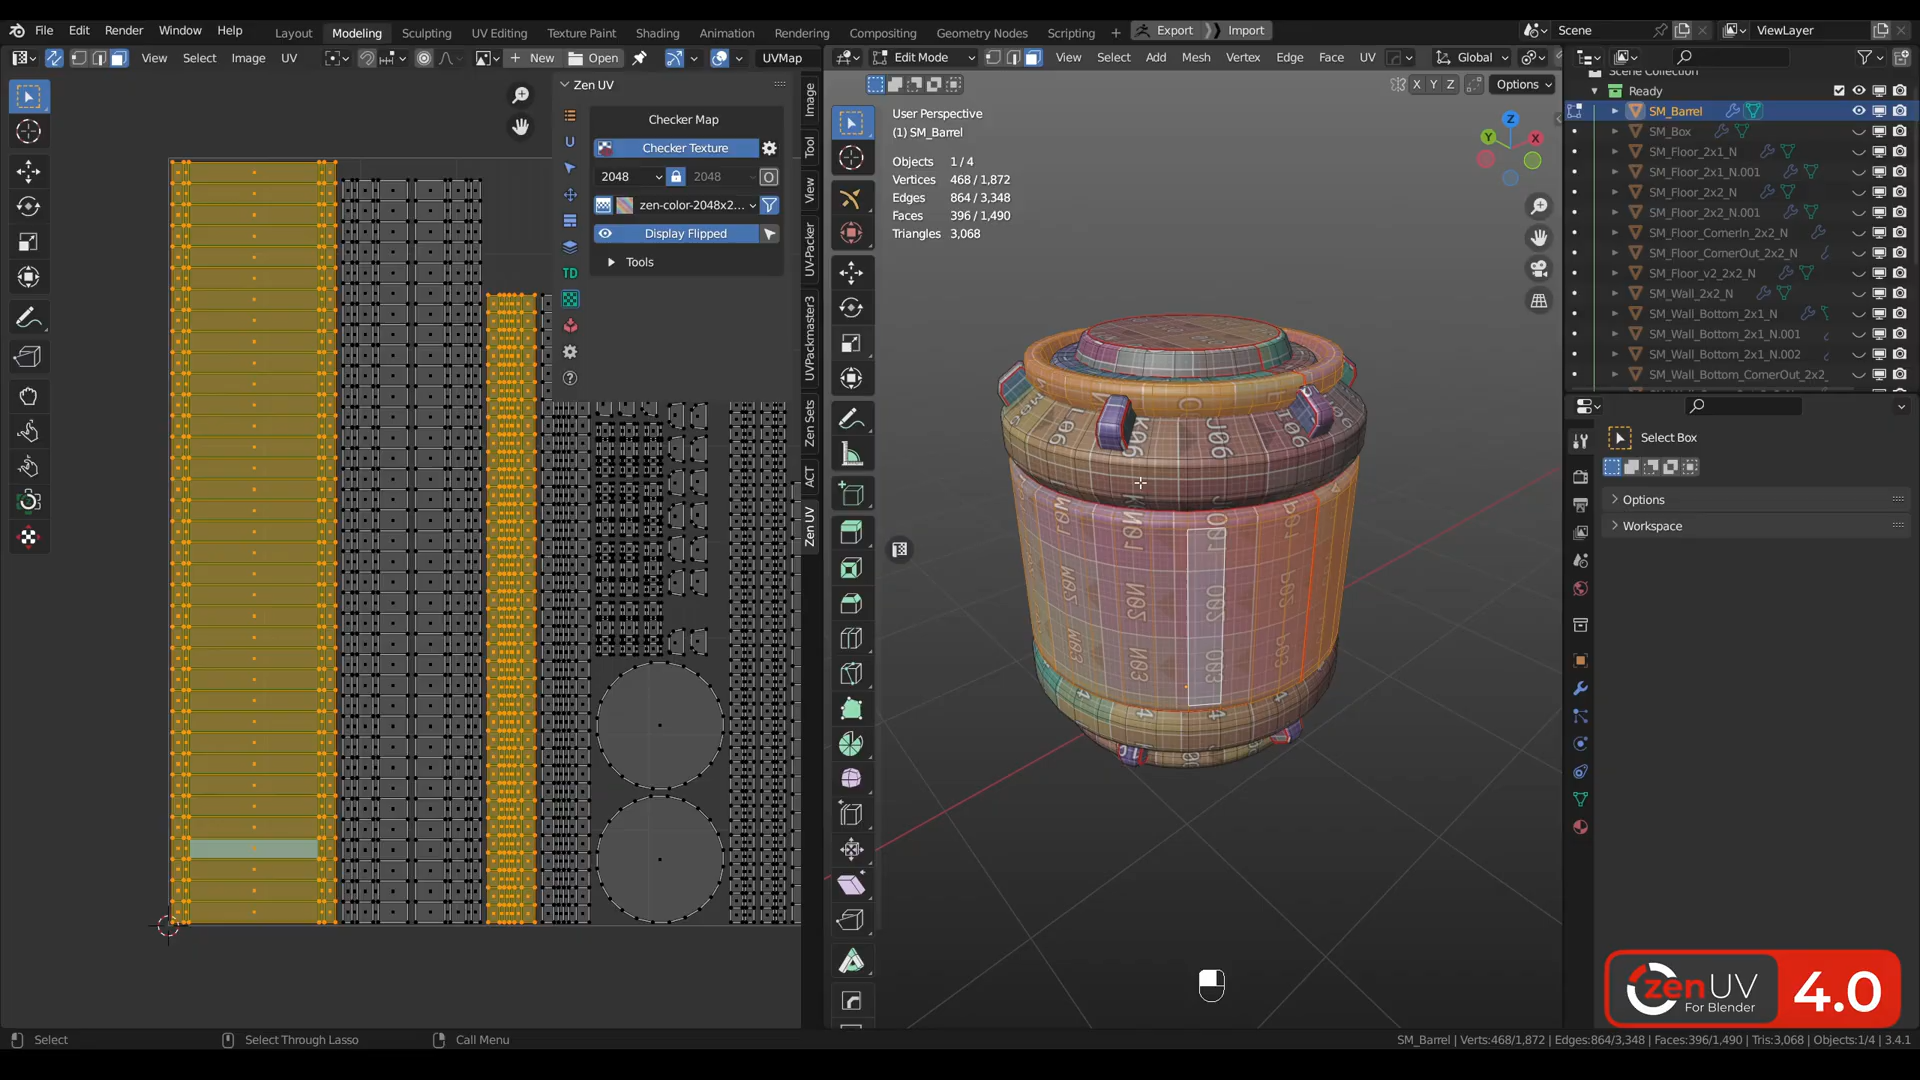 File Edit Render Window Help
Layout Modeling Sculpting UV Editing Texture Paint Shading Animation Rendering Compositing Geometry Nodes Scripting + Export Import
Scene ViewLayer
View Select Image UV
New Open UVMap
Edit Mode View Select Add Mesh Vertex Edge Face UV Global
X Y Z Options
Zen UV
Checker Map
Checker Texture
2048 2048
zen-color-2048x2...
Display Flipped
Tools
TD
Image
Tool
View
UV-Packer
UVPackmaster3
Zen Sets
ACT
Zen UV
User Perspective
(1) SM_Barrel
Objects 1 / 4
Vertices 468 / 1,872
Edges 864 / 3,348
Faces 396 / 1,490
Triangles 3,068
Z
Y
X
J06
N02
N03
Scene Collection
Ready
SM_Barrel
SM_Box
SM_Floor_2x1_N
SM_Floor_2x1_N.001
SM_Floor_2x2_N
SM_Floor_2x2_N.001
SM_Floor_CornerIn_2x2_N
SM_Floor_CornerOut_2x2_N
SM_Floor_v2_2x2_N
SM_Wall_2x2_N
SM_Wall_Bottom_2x1_N
SM_Wall_Bottom_2x1_N.001
SM_Wall_Bottom_2x1_N.002
SM_Wall_Bottom_CornerOut_2x2_
Select Box
Options
Workspace
zen UV
For Blender
4.0
Select Select Through Lasso Call Menu
SM_Barrel | Verts:468/1,872 | Edges:864/3,348 | Faces:396/1,490 | Tris:3,068 | Objects:1/4 | 3.4.1